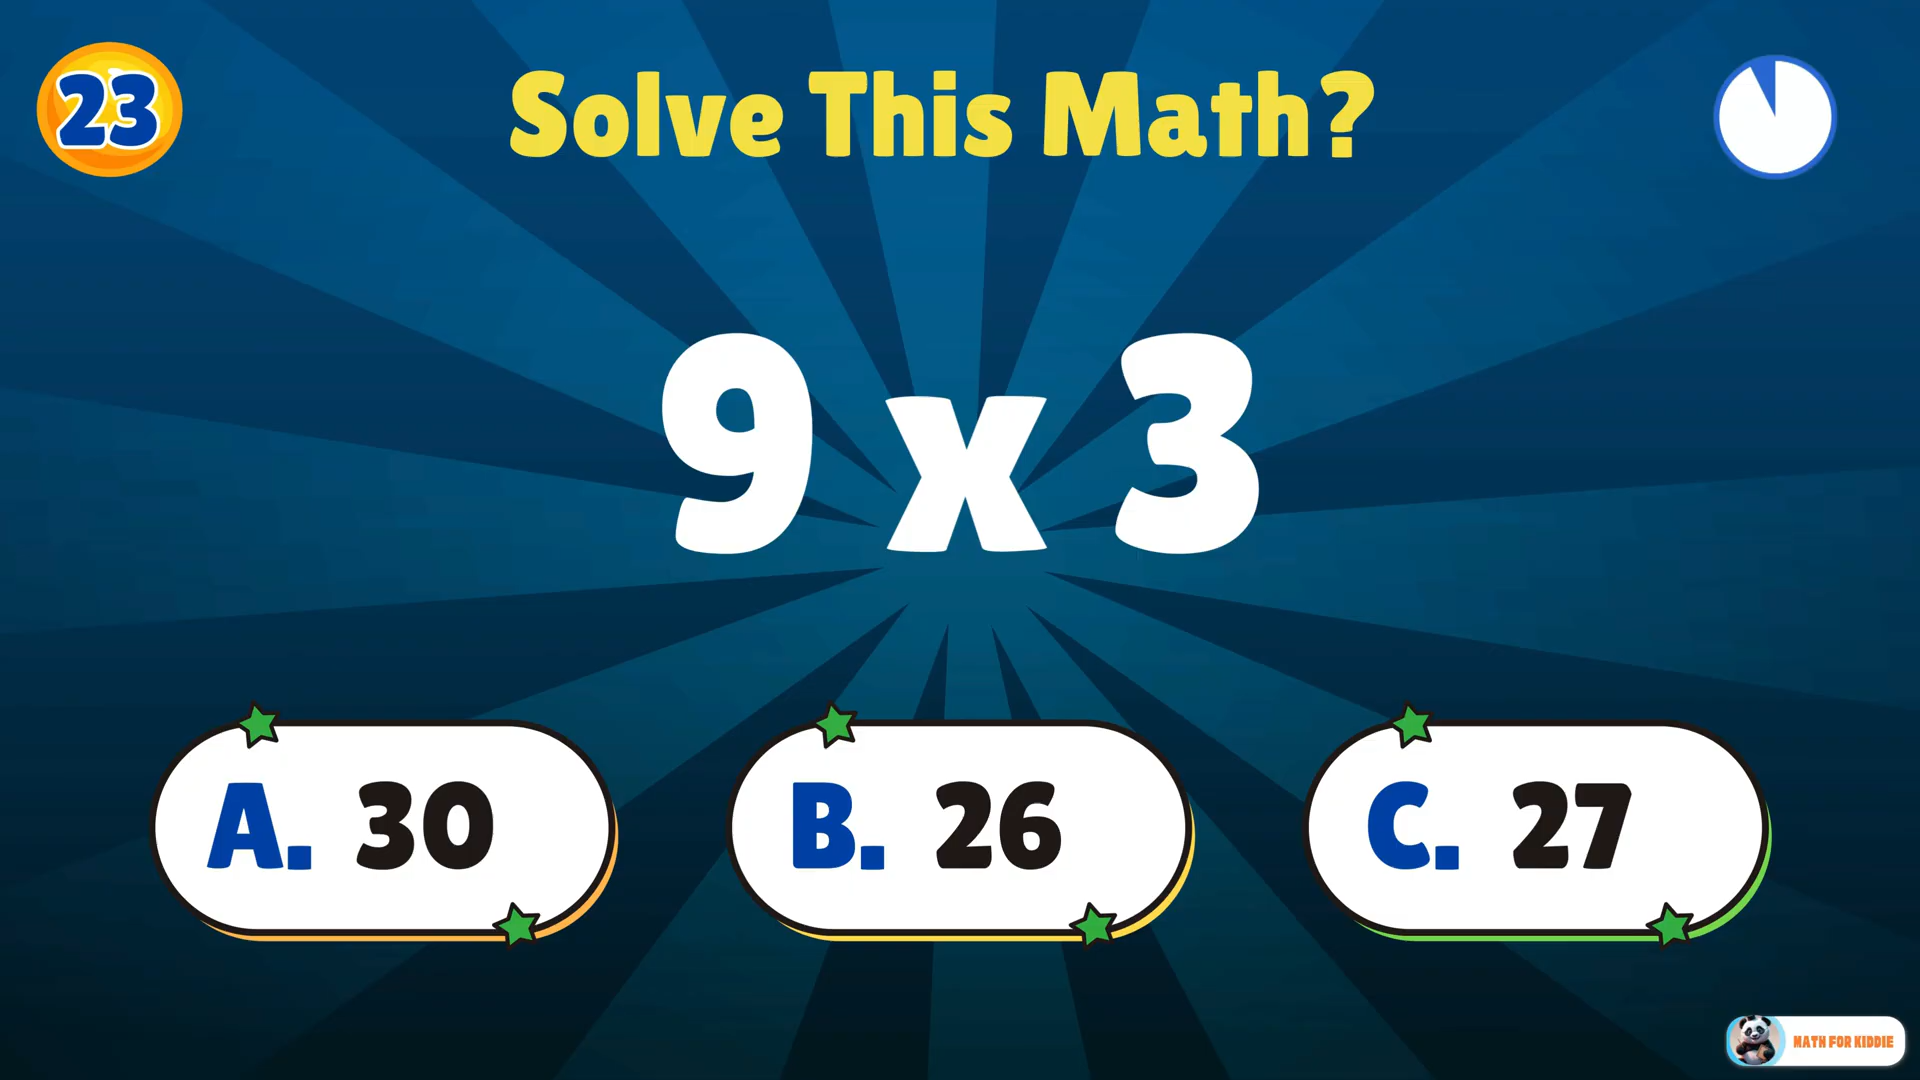 23
Solve This Math?
9 x 3
A. 30
B. 26
C. 27
MATH FOR KIDDIE